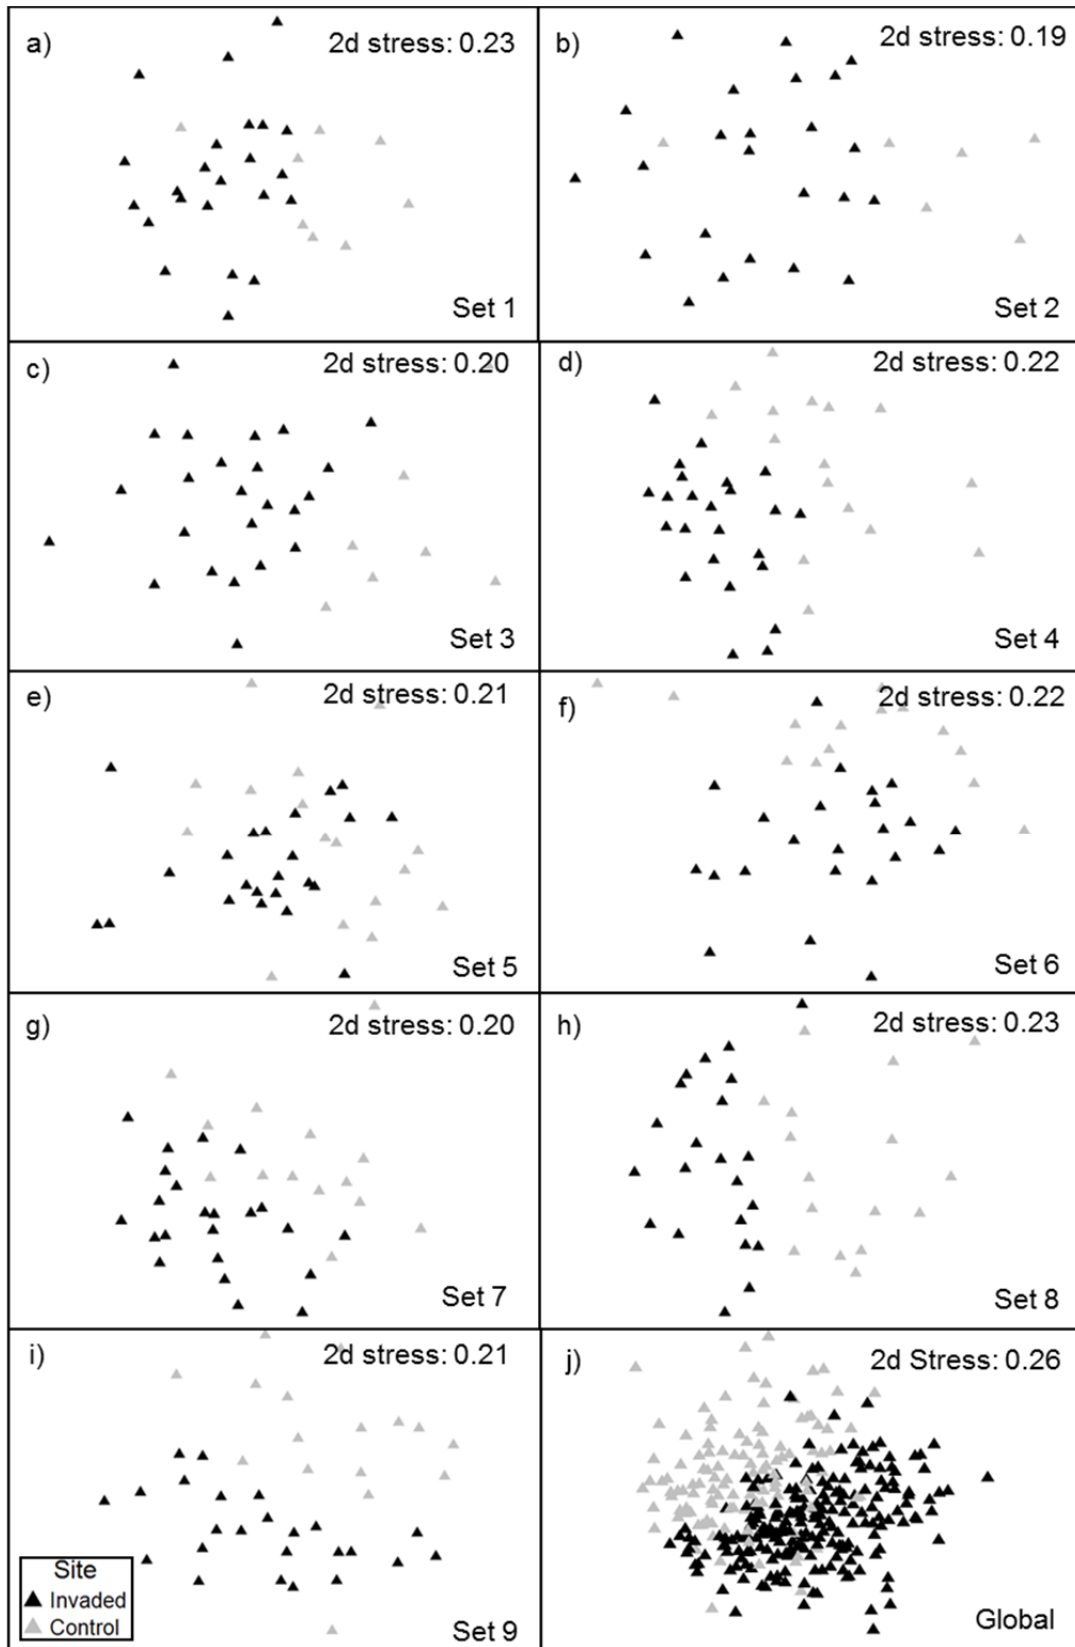 a) 2d stress: 0.23
Set 1
b) 2d stress: 0.19
Set 2
c) 2d stress: 0.20
Set 3
d) 2d stress: 0.22
Set 4
e) 2d stress: 0.21
Set 5
f) 2d stress: 0.22
Set 6
g) 2d stress: 0.20
Set 7
h) 2d stress: 0.23
Set 8
i) 2d stress: 0.21
Site
Invaded
Control
Set 9
j) 2d Stress: 0.26
Global